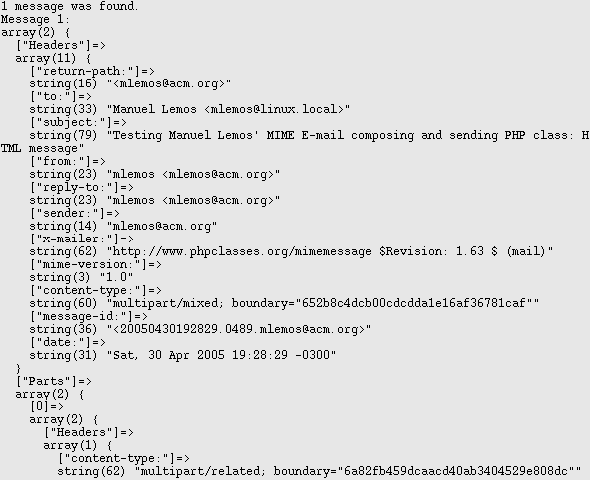 1 message was found.
Message 1:
array(2) {
  ["Headers"]=>
  array(11) {
    ["return-path:"]=>
    string(16) "<mlemos@acm.org>"
    ["to:"]=>
    string(33) "Manuel Lemos <mlemos@linux.local>"
    ["subject:"]=>
    string(79) "Testing Manuel Lemos' MIME E-mail composing and sending PHP class: H
TML message"
    ["from:"]=>
    string(23) "mlemos <mlemos@acm.org>"
    ["reply-to:"]=>
    string(23) "mlemos <mlemos@acm.org>"
    ["sender:"]=>
    string(14) "mlemos@acm.org"
    ["x-mailer:"]=>
    string(62) "http://www.phpclasses.org/mimemessage $Revision: 1.63 $ (mail)"
    ["mime-version:"]=>
    string(3) "1.0"
    ["content-type:"]=>
    string(60) "multipart/mixed; boundary="652b8c4dcb00cdcdda1e16af36781caf""
    ["message-id:"]=>
    string(36) "<20050430192829.0489.mlemos@acm.org>"
    ["date:"]=>
    string(31) "Sat, 30 Apr 2005 19:28:29 -0300"
  }
  ["Parts"]=>
  array(2) {
    [0]=>
    array(2) {
      ["Headers"]=>
      array(1) {
        ["content-type:"]=>
        string(62) "multipart/related; boundary="6a82fb459dcaacd40ab3404529e808dc""